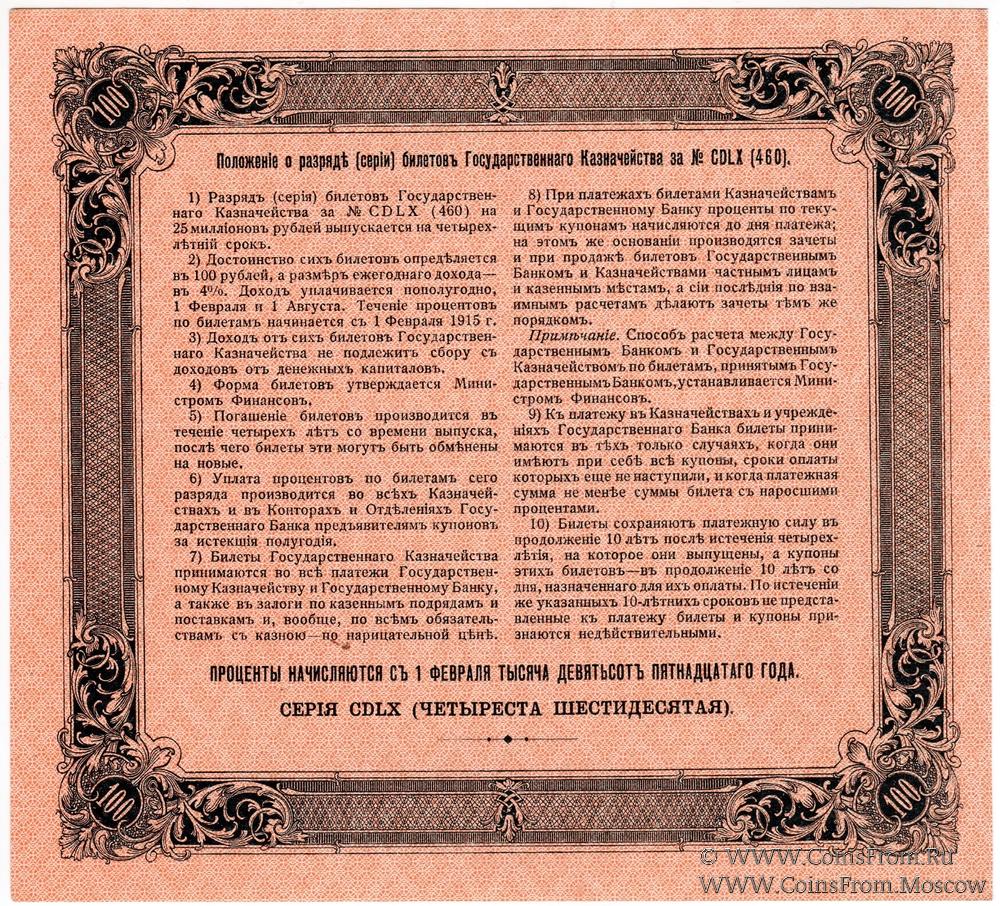 100
100
Положеніе о разрядѣ (серіи) билетовъ Государственнаго Казначейства за № CDLX (460).
1) Разрядъ (серія) билетовъ Государствен-
наго Казначейства за № CDLX (460) на
25 милліоновъ рублей выпускается на четырех-
лѣтній срокъ.
2) Достоинство сихъ билетовъ опредѣляется
въ 100 рублей, а размѣръ ежегоднаго дохода—
въ 4%. Доходъ уплачивается пополугодно,
1 Февраля и 1 Августа. Теченіе процентовъ
по билетамъ начинается съ 1 Февраля 1915 г.
3) Доходъ отъ сихъ билетовъ Государствен-
наго Казначейства не подлежитъ сбору съ
доходовъ отъ денежныхъ капиталовъ.
4) Форма билетовъ утверждается Мини-
стромъ Финансовъ.
5) Погашеніе билетовъ производится въ
теченіе четырехъ лѣтъ со времени выпуска,
послѣ чего билеты эти могутъ быть обмѣнены
на новые.
6) Уплата процентовъ по билетамъ сего
разряда производится во всѣхъ Казначей-
ствахъ и въ Конторахъ и Отдѣленіяхъ Госу-
дарственнаго Банка предъявителямъ купоновъ
за истекшія полугодія.
7) Билеты Государственнаго Казначейства
принимаются во всѣ платежи Государствен-
ному Казначейству и Государственному Банку,
а также въ залоги по казеннымъ подрядамъ и
поставкамъ и, вообще, по всѣмъ обязатель-
ствамъ съ казною—по нарицательной цѣнѣ.
8) При платежахъ билетами Казначействамъ
и Государственному Банку проценты по теку-
щимъ купонамъ начисляются до дня платежа;
на этомъ же основаніи производятся зачеты
и при продажѣ билетовъ Государственнымъ
Банкомъ и Казначействами частнымъ лицамъ
и казеннымъ мѣстамъ, а сіи послѣднія по вза-
имнымъ расчетамъ дѣлаютъ зачеты тѣмъ же
порядкомъ.
Примѣчаніе. Способъ расчета между Госу-
дарственнымъ Банкомъ и Государственнымъ
Казначействомъ по билетамъ, принятымъ Госу-
дарственнымъ Банкомъ, устанавливается Мини-
стромъ Финансовъ.
9) Къ платежу въ Казначействахъ и учрежде-
ніяхъ Государственнаго Банка билеты прини-
маются въ тѣхъ только случаяхъ, когда они
имѣютъ при себѣ всѣ купоны, сроки оплаты
которыхъ еще не наступили, и когда платежная
сумма не менѣе суммы билета съ наросшими
процентами.
10) Билеты сохраняютъ платежную силу въ
продолженіе 10 лѣтъ послѣ истеченія четырех-
лѣтія, на которое они выпущены, а купоны
этихъ билетовъ—въ продолженіе 10 лѣтъ со
дня, назначеннаго для ихъ оплаты. По истеченіи
же указанныхъ 10-лѣтнихъ сроковъ не предста-
вленные къ платежу билеты и купоны при-
знаются недѣйствительными.
ПРОЦЕНТЫ НАЧИСЛЯЮТСЯ СЪ 1 ФЕВРАЛЯ ТЫСЯЧА ДЕВЯТЬСОТЪ ПЯТНАДЦАТАГО ГОДА.
СЕРІЯ CDLX (ЧЕТЫРЕСТА ШЕСТИДЕСЯТАЯ).
100
100
© WWW.CoinsFrom.Ru
WWW.CoinsFrom.Moscow